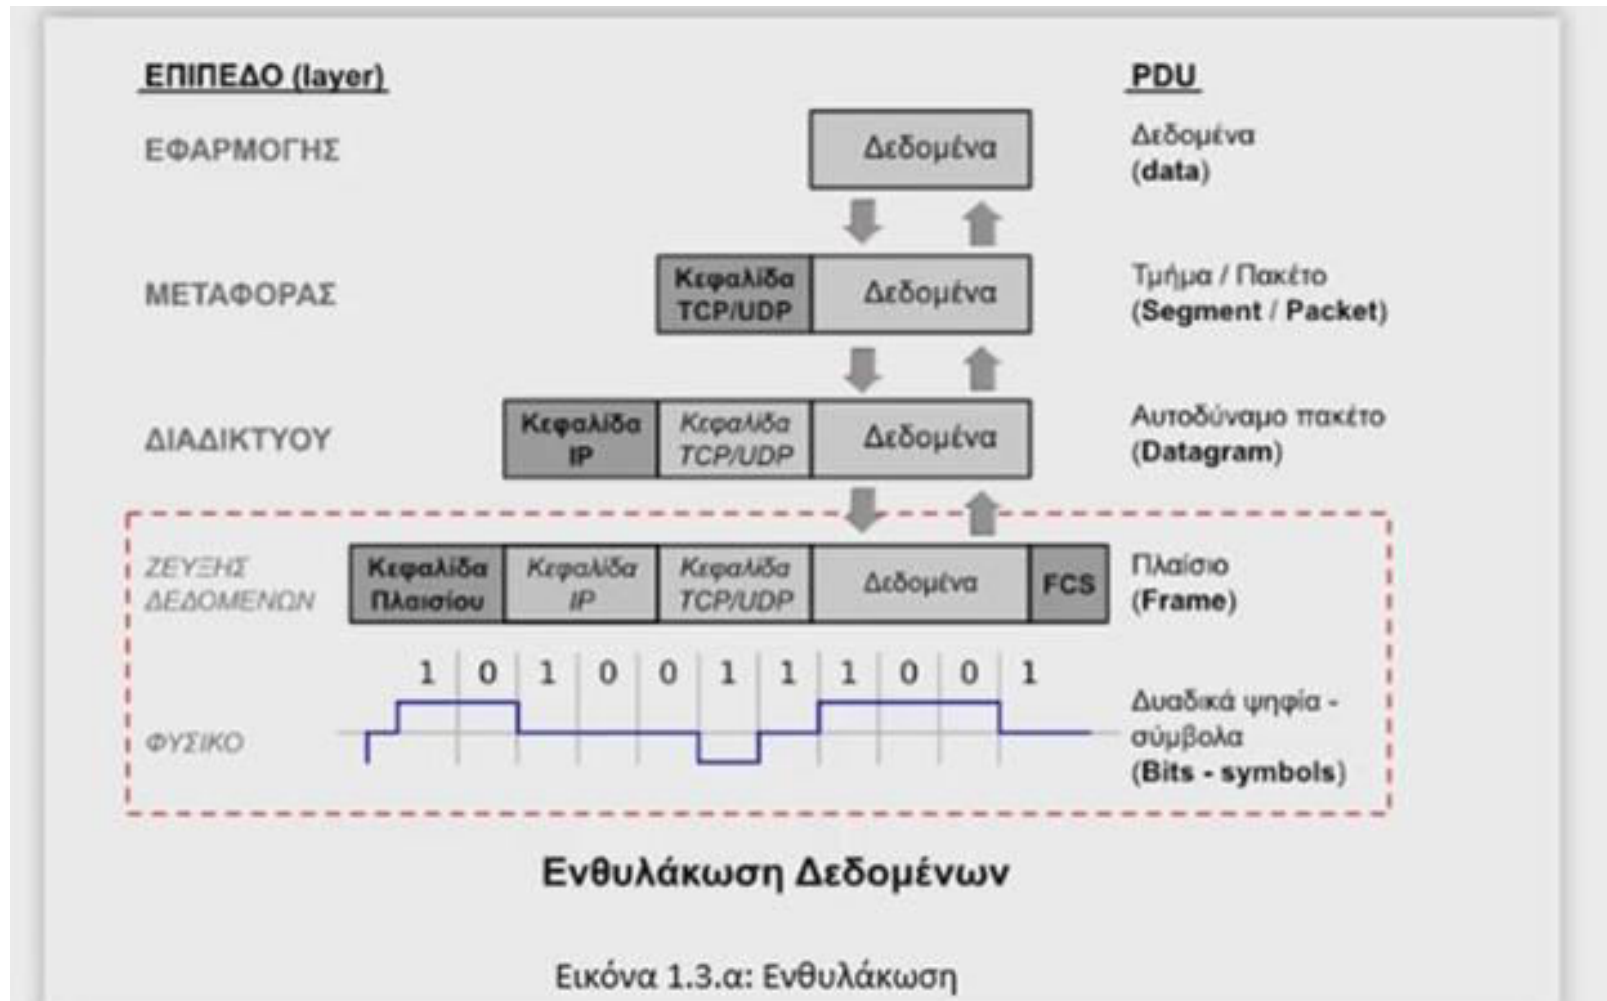 ΕΠΙΠΕΔΟ (layer) PDU
ΕΦΑΡΜΟΓΗΣ Δεδομένα Δεδομένα
(data)
ΜΕΤΑΦΟΡΑΣ Κεφαλίδα Δεδομένα Τμήμα / Πακέτο
TCP/UDP (Segment / Packet)
ΔΙΑΔΙΚΤΥΟΥ Κεφαλίδα Κεφαλίδα Δεδομένα Αυτοδύναμο πακέτο
IP TCP/UDP (Datagram)
ΖΕΥΞΗΣ Κεφαλίδα Κεφαλίδα Κεφαλίδα Δεδομένα FCS Πλαίσιο
ΔΕΔΟΜΕΝΩΝ Πλαισίου IP TCP/UDP (Frame)
1 0 1 0 0 1 1 1 0 0 1
ΦΥΣΙΚΟ Δυαδικά ψηφία -
σύμβολα
(Bits - symbols)
Ενθυλάκωση Δεδομένων
Εικόνα 1.3.α: Ενθυλάκωση